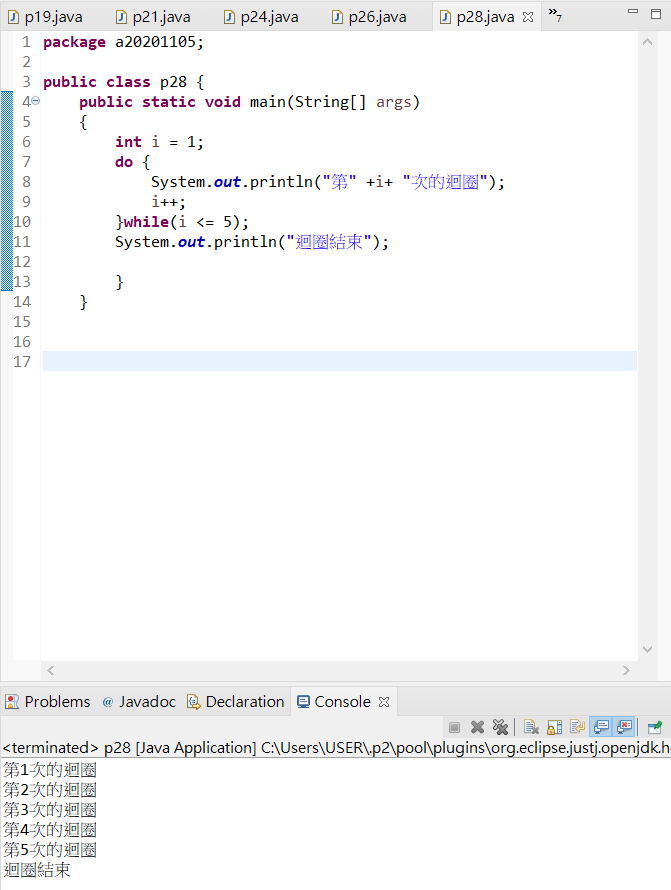 p19.java p21.java p24.java p26.java p28.java »7
1 package a20201105;
2
3 public class p28 {
4 public static void main(String[] args)
5 {
6 int i = 1;
7 do {
8 System.out.println("第" +i+ "次的迴圈");
9 i++;
10 }while(i <= 5);
11 System.out.println("迴圈結束");
12
13 }
14 }
15
16
17
Problems @ Javadoc Declaration Console
<terminated> p28 [Java Application] C:\Users\USER\.p2\pool\plugins\org.eclipse.justj.openjdk.h
第1次的迴圈
第2次的迴圈
第3次的迴圈
第4次的迴圈
第5次的迴圈
迴圈結束